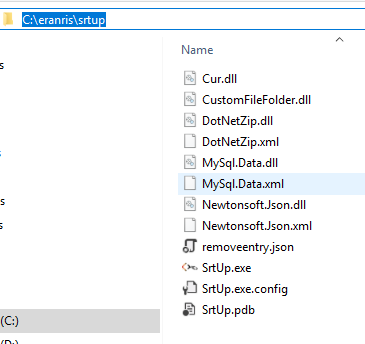 C:\eranris\srtup
Cur.dll
CustomFileFolder.dll
DotNetZip.dll
DotNetZip.xml
MySql.Data.dll
MySql.Data.xml
Newtonsoft.Json.dll
Newtonsoft.Json.xml
removeentry.json
SrtUp.exe
SrtUp.exe.config
(C:)
SrtUp.pdb